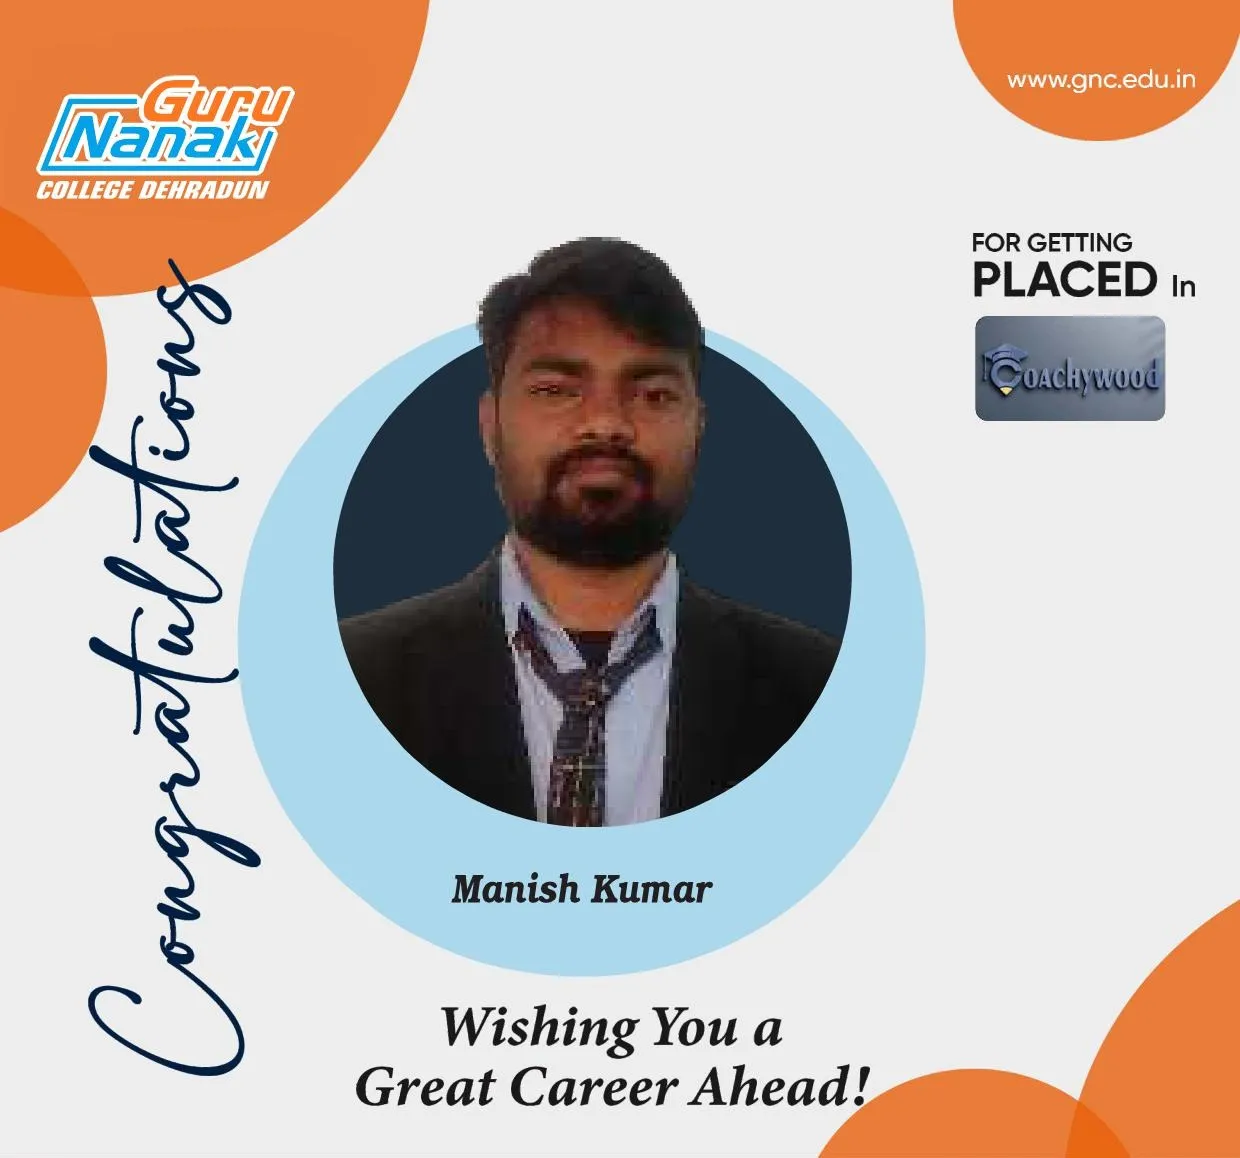 Guru
Nanak
COLLEGE DEHRADUN
www.gnc.edu.in
Congratulations
FOR GETTING
PLACED In
COACHYWOOD
Manish Kumar
Wishing You a
Great Career Ahead!